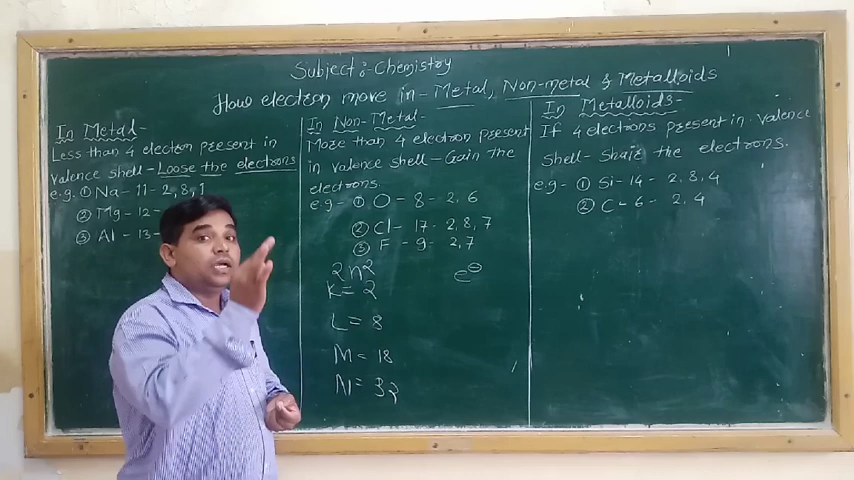 Subject:- Chemistry
How electron move in - Metal, Non-metal & Metalloids
In Metal-
Less than 4 electron present in
valence shell - Loose the electrons
e.g. ① Na - 11 - 2, 8, 1
② Mg - 12 -
③ Al - 13 -
In Non-Metal-
More than 4 electron present
in valence shell - Gain the
electrons.
e.g - ① O - 8 - 2, 6
② Cl - 17 - 2, 8, 7
③ F - 9 - 2, 7
2n2
K = 2
L = 8
M = 18
N = 32
e⊖
In Metalloids-
If 4 electrons present in valence
shell - Share the electrons.
e.g - ① Si - 14 - 2, 8, 4
② C - 6 - 2, 4